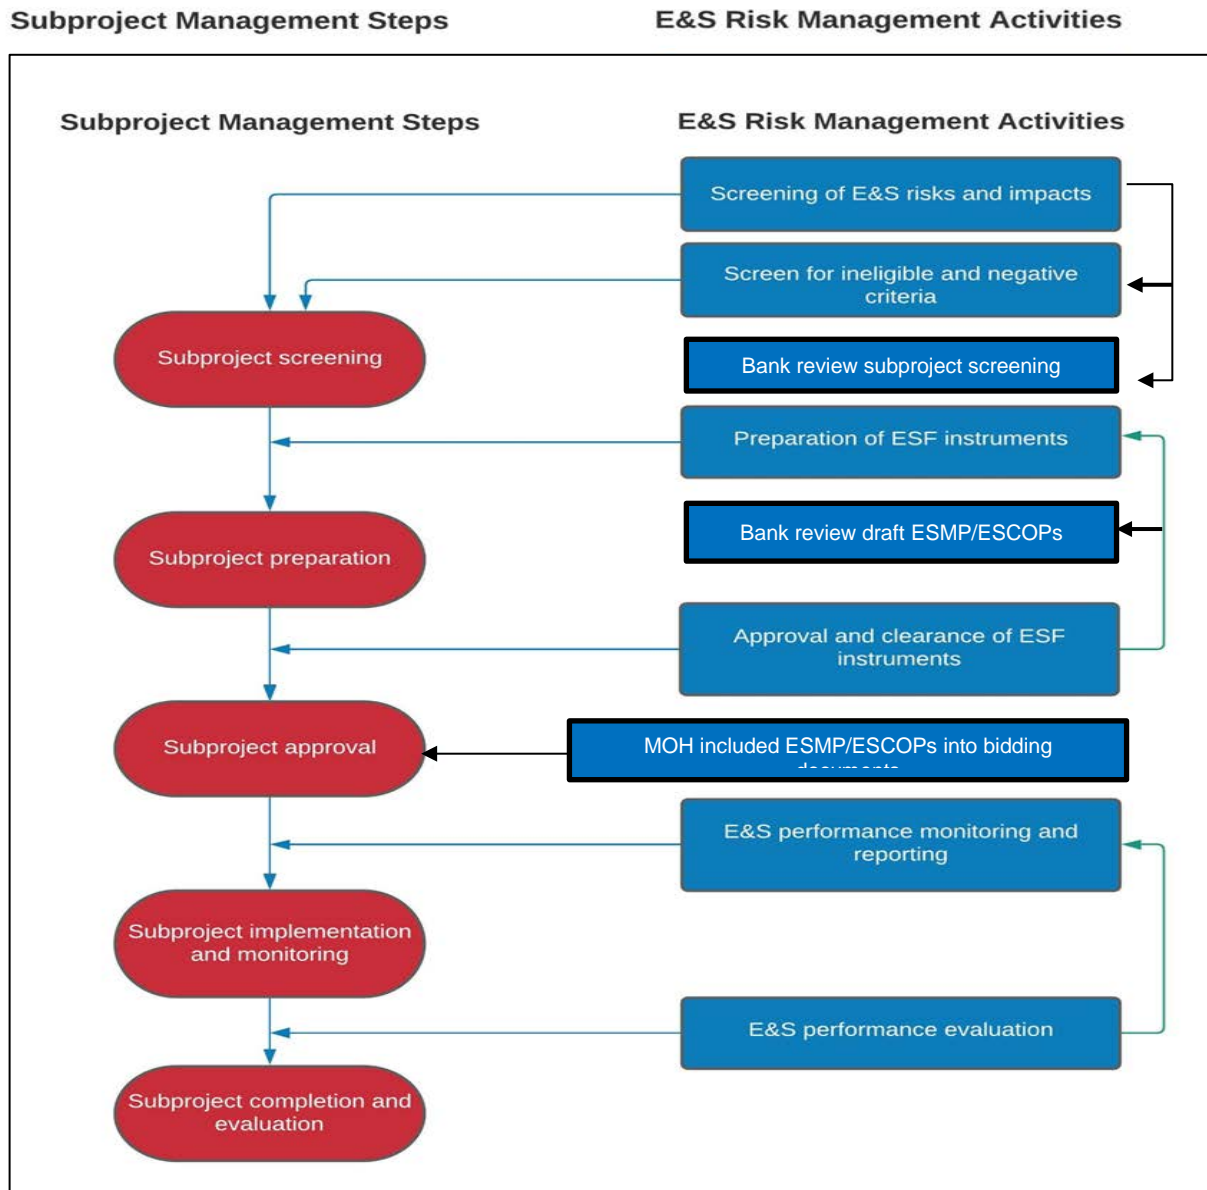 Subproject Management Steps
E&S Risk Management Activities
Subproject Management Steps
E&S Risk Management Activities
Screening of E&S risks and impacts
Screen for ineligible and negative
criteria
Subproject screening
Bank review subproject screening
Preparation of ESF instruments
Bank review draft ESMP/ESCOPs
Subproject preparation
Approval and clearance of ESF
instruments
Subproject approval
MOH included ESMP/ESCOPs into bidding
documents
E&S performance monitoring and
reporting
Subproject implementation
and monitoring
E&S performance evaluation
Subproject completion and
evaluation